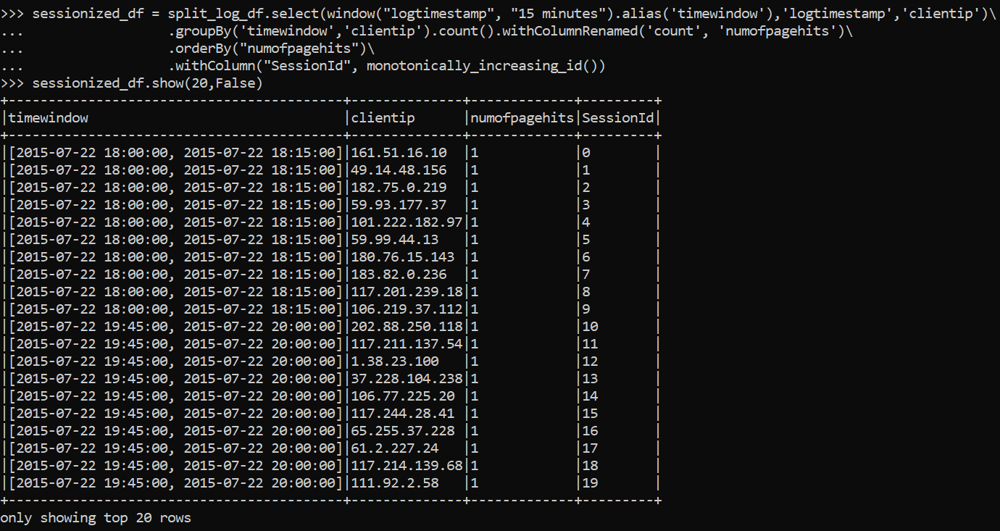 >>> sessionized_df = split_log_df.select(window("logtimestamp", "15 minutes").alias('timewindow'),'logtimestamp','clientip')\
...                  .groupBy('timewindow','clientip').count().withColumnRenamed('count', 'numofpagehits')\
...                  .orderBy("numofpagehits")\
...                  .withColumn("SessionId", monotonically_increasing_id())
>>> sessionized_df.show(20,False)
+------------------------------------------+--------------+-------------+---------+
|timewindow                                |clientip      |numofpagehits|SessionId|
+------------------------------------------+--------------+-------------+---------+
|[2015-07-22 18:00:00, 2015-07-22 18:15:00]|161.51.16.10  |1            |0        |
|[2015-07-22 18:00:00, 2015-07-22 18:15:00]|49.14.48.156  |1            |1        |
|[2015-07-22 18:00:00, 2015-07-22 18:15:00]|182.75.0.219  |1            |2        |
|[2015-07-22 18:00:00, 2015-07-22 18:15:00]|59.93.177.37  |1            |3        |
|[2015-07-22 18:00:00, 2015-07-22 18:15:00]|101.222.182.97|1            |4        |
|[2015-07-22 18:00:00, 2015-07-22 18:15:00]|59.99.44.13   |1            |5        |
|[2015-07-22 18:00:00, 2015-07-22 18:15:00]|180.76.15.143 |1            |6        |
|[2015-07-22 18:00:00, 2015-07-22 18:15:00]|183.82.0.236  |1            |7        |
|[2015-07-22 18:00:00, 2015-07-22 18:15:00]|117.201.239.18|1            |8        |
|[2015-07-22 18:00:00, 2015-07-22 18:15:00]|106.219.37.112|1            |9        |
|[2015-07-22 19:45:00, 2015-07-22 20:00:00]|202.88.250.118|1            |10       |
|[2015-07-22 19:45:00, 2015-07-22 20:00:00]|117.211.137.54|1            |11       |
|[2015-07-22 19:45:00, 2015-07-22 20:00:00]|1.38.23.100   |1            |12       |
|[2015-07-22 19:45:00, 2015-07-22 20:00:00]|37.228.104.238|1            |13       |
|[2015-07-22 19:45:00, 2015-07-22 20:00:00]|106.77.225.20 |1            |14       |
|[2015-07-22 19:45:00, 2015-07-22 20:00:00]|117.244.28.41 |1            |15       |
|[2015-07-22 19:45:00, 2015-07-22 20:00:00]|65.255.37.228 |1            |16       |
|[2015-07-22 19:45:00, 2015-07-22 20:00:00]|61.2.227.24   |1            |17       |
|[2015-07-22 19:45:00, 2015-07-22 20:00:00]|117.214.139.68|1            |18       |
|[2015-07-22 19:45:00, 2015-07-22 20:00:00]|111.92.2.58   |1            |19       |
+------------------------------------------+--------------+-------------+---------+
only showing top 20 rows